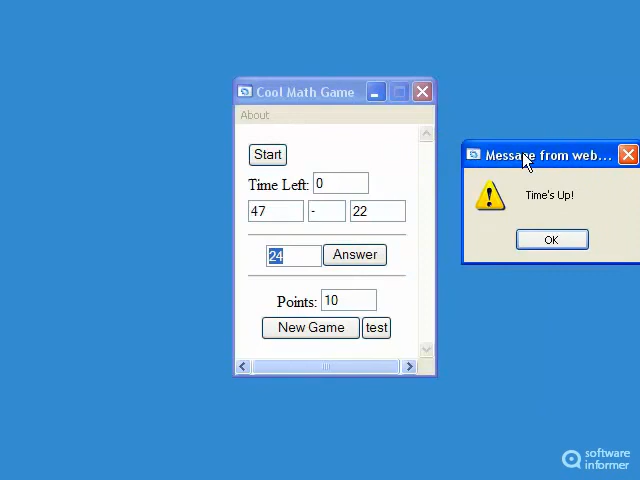 Cool Math Game
About
Start
Time Left: 0
47 - 22
24 Answer
Points: 10
New Game test
Message from web...
Time's Up!
OK
software
informer